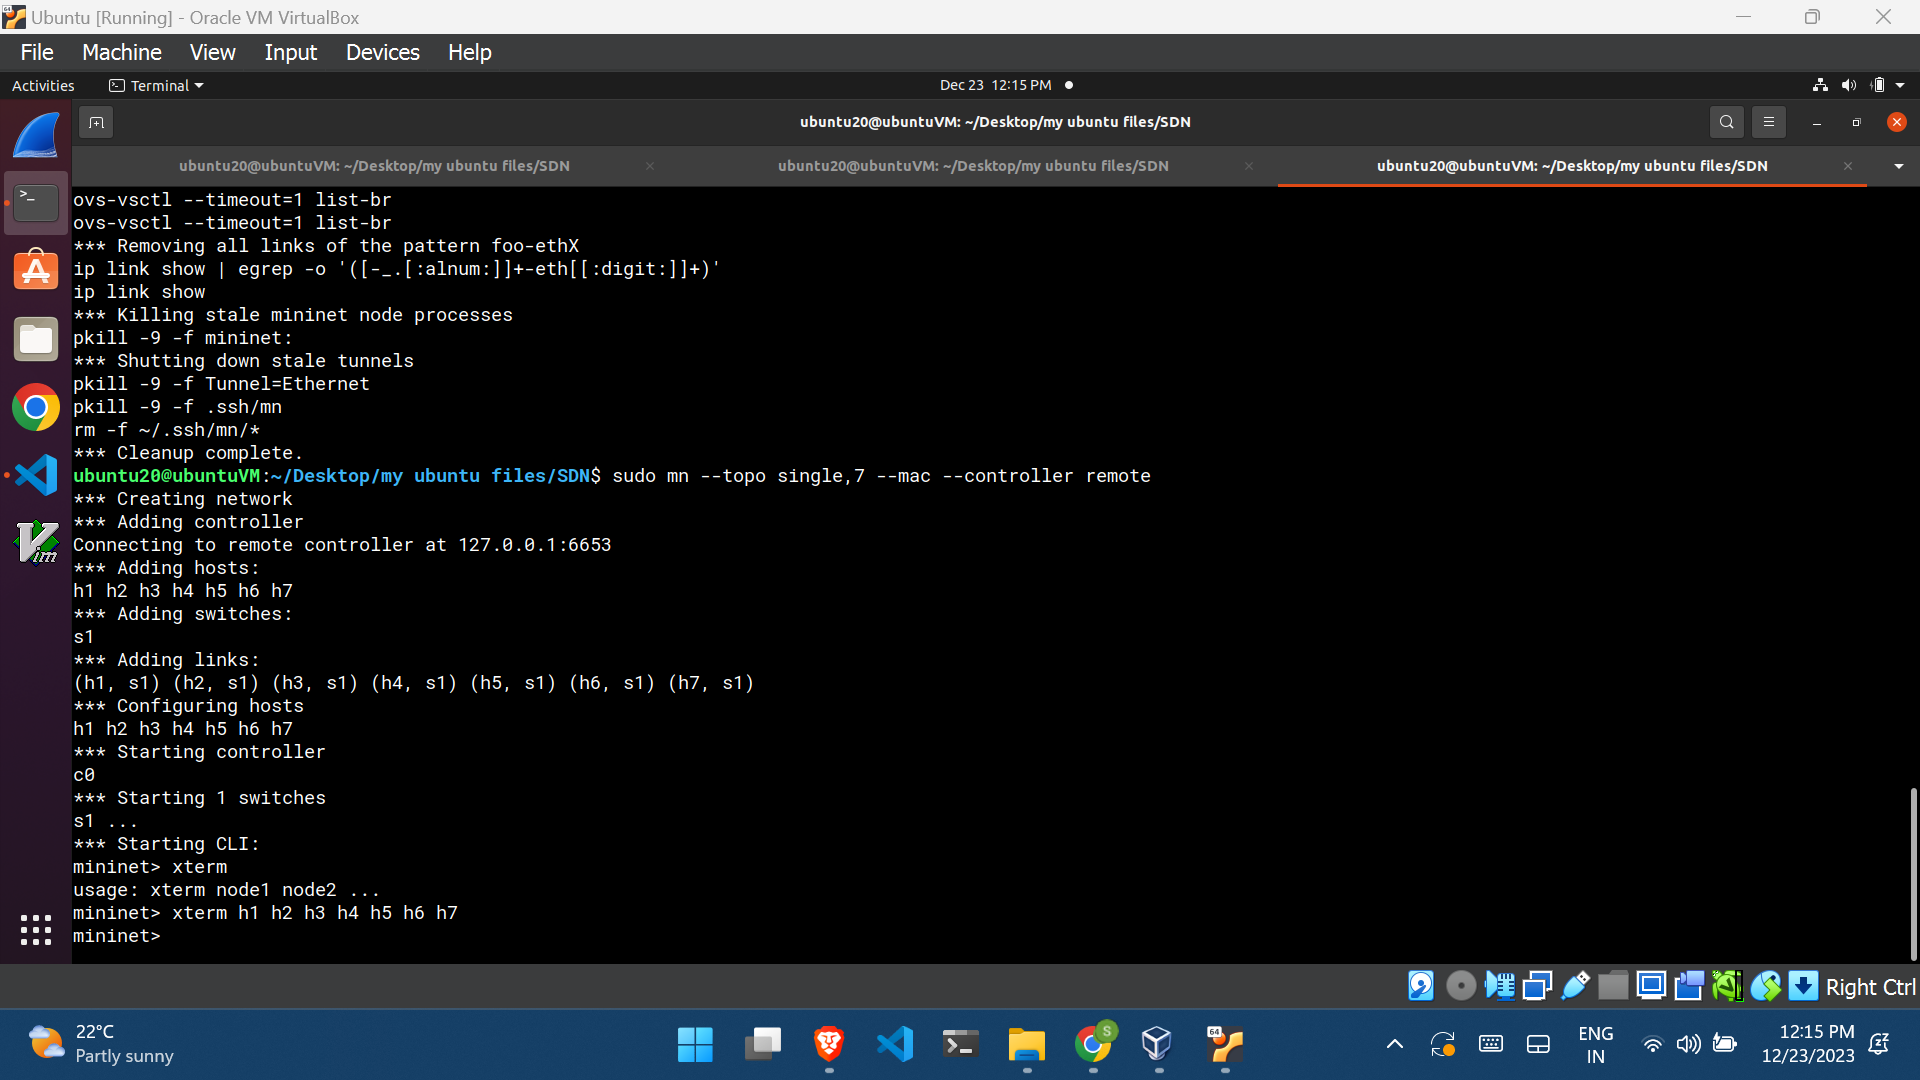 Ubuntu [Running] - Oracle VM VirtualBox
File Machine View Input Devices Help
Activities Terminal Dec 23 12:15 PM
ubuntu20@ubuntuVM: ~/Desktop/my ubuntu files/SDN
ubuntu20@ubuntuVM: ~/Desktop/my ubuntu files/SDN ubuntu20@ubuntuVM: ~/Desktop/my ubuntu files/SDN ubuntu20@ubuntuVM: ~/Desktop/my ubuntu files/SDN
ovs-vsctl --timeout=1 list-br
ovs-vsctl --timeout=1 list-br
*** Removing all links of the pattern foo-ethX
ip link show | egrep -o '([-_.[:alnum:]]+-eth[[:digit:]]+)'
ip link show
*** Killing stale mininet node processes
pkill -9 -f mininet:
*** Shutting down stale tunnels
pkill -9 -f Tunnel=Ethernet
pkill -9 -f .ssh/mn
rm -f ~/.ssh/mn/*
*** Cleanup complete.
ubuntu20@ubuntuVM:~/Desktop/my ubuntu files/SDN$ sudo mn --topo single,7 --mac --controller remote
*** Creating network
*** Adding controller
Connecting to remote controller at 127.0.0.1:6653
*** Adding hosts:
h1 h2 h3 h4 h5 h6 h7
*** Adding switches:
s1
*** Adding links:
(h1, s1) (h2, s1) (h3, s1) (h4, s1) (h5, s1) (h6, s1) (h7, s1)
*** Configuring hosts
h1 h2 h3 h4 h5 h6 h7
*** Starting controller
c0
*** Starting 1 switches
s1 ...
*** Starting CLI:
mininet> xterm
usage: xterm node1 node2 ...
mininet> xterm h1 h2 h3 h4 h5 h6 h7
mininet>
Right Ctrl
22°C
Partly sunny
64
S
ENG
IN
12:15 PM
12/23/2023